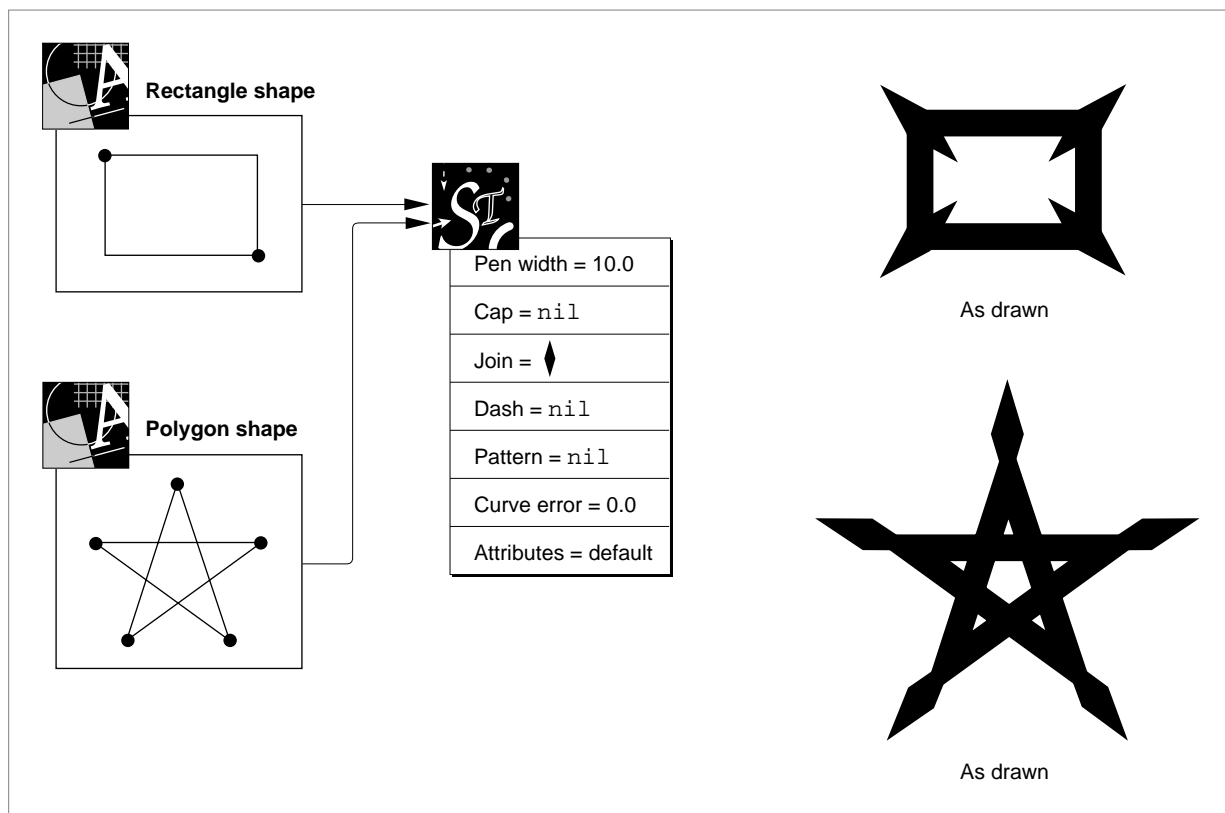 A
Rectangle shape
ST
Pen width = 10.0
Cap = nil
Join =
Dash = nil
Pattern = nil
Curve error = 0.0
Attributes = default
As drawn
A
Polygon shape
As drawn